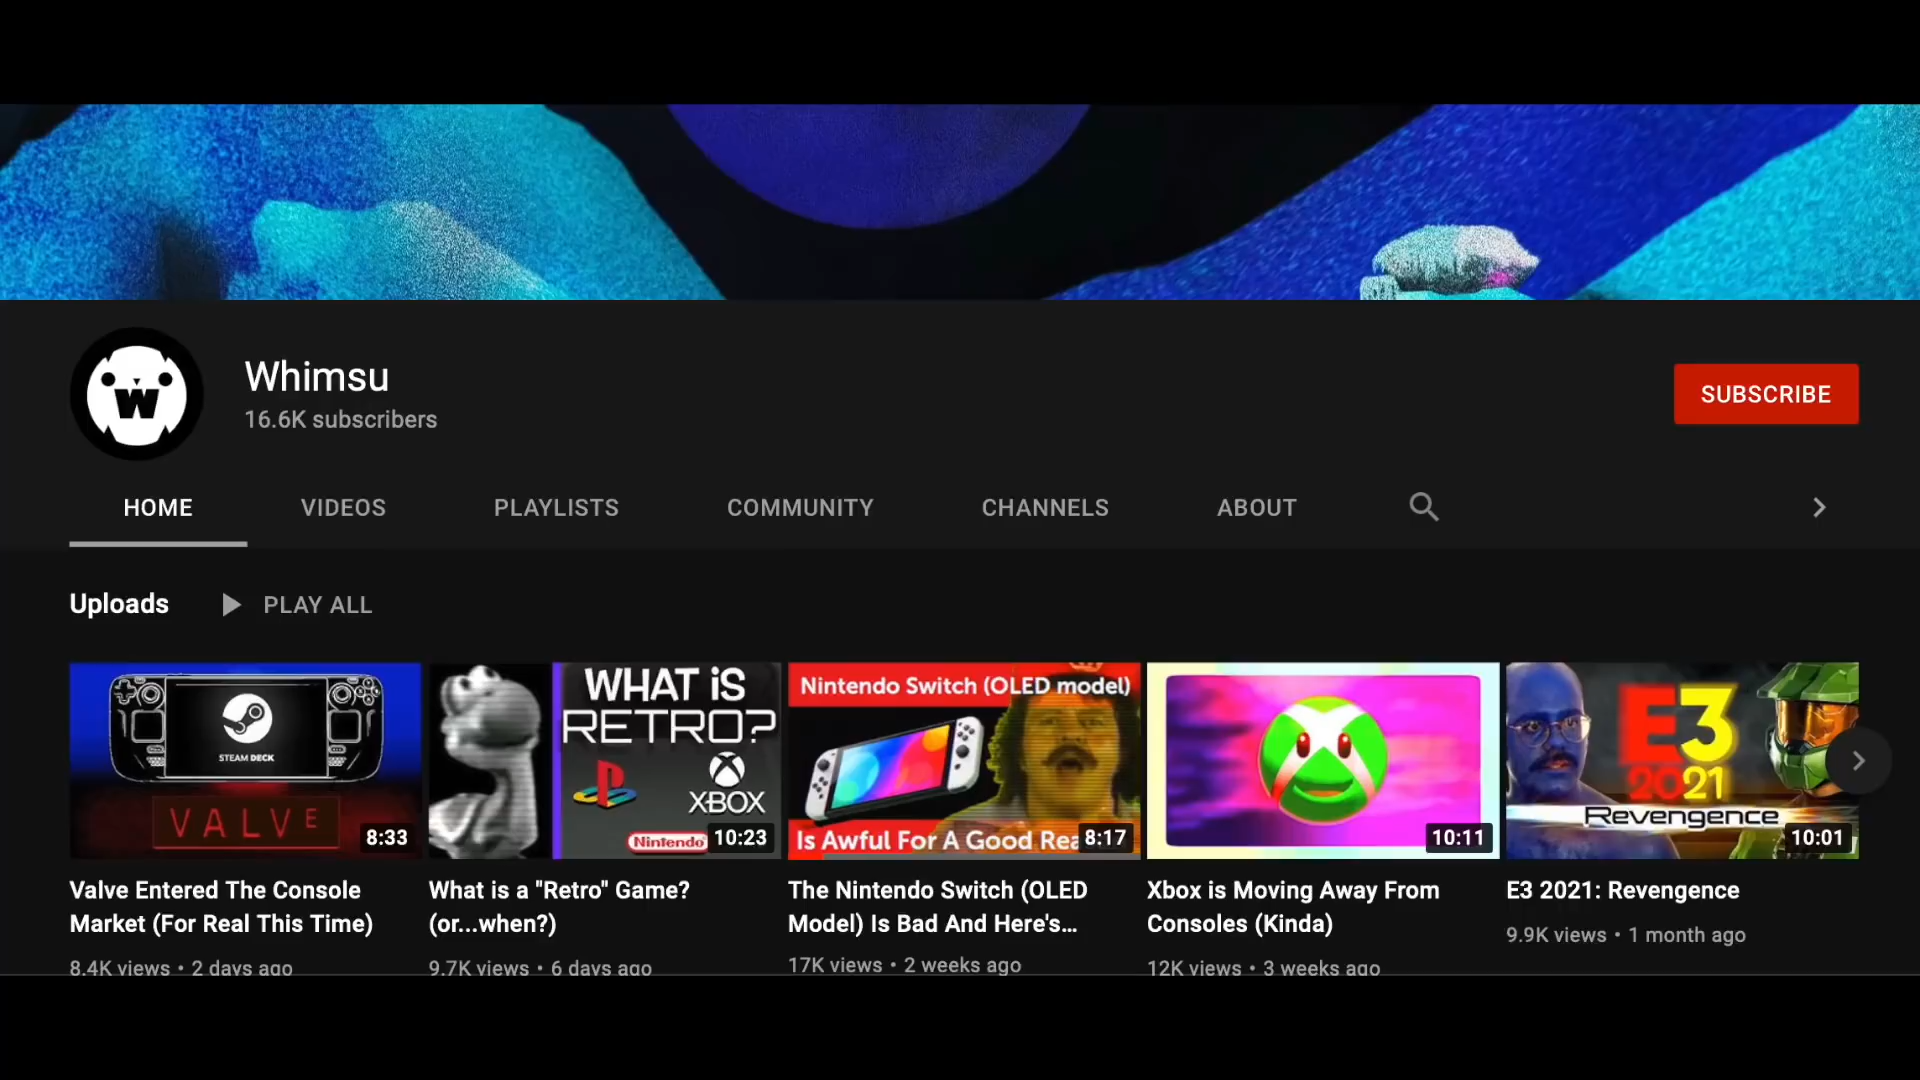 Whimsu
16.6K subscribers
SUBSCRIBE
HOME
VIDEOS
PLAYLISTS
COMMUNITY
CHANNELS
ABOUT
Uploads
PLAY ALL
STEAM DECK
VALVE
8:33
WHAT iS
RETRO?
XBOX
Nintendo
10:23
Nintendo Switch (OLED model)
Is Awful For A Good Rea
8:17
10:11
E3
2021
Revengence
10:01
Valve Entered The Console
Market (For Real This Time)
8.4K views • 2 days ago
What is a "Retro" Game?
(or...when?)
9.7K views • 6 days ago
The Nintendo Switch (OLED
Model) Is Bad And Here's...
17K views • 2 weeks ago
Xbox is Moving Away From
Consoles (Kinda)
12K views • 3 weeks ago
E3 2021: Revengence
9.9K views • 1 month ago